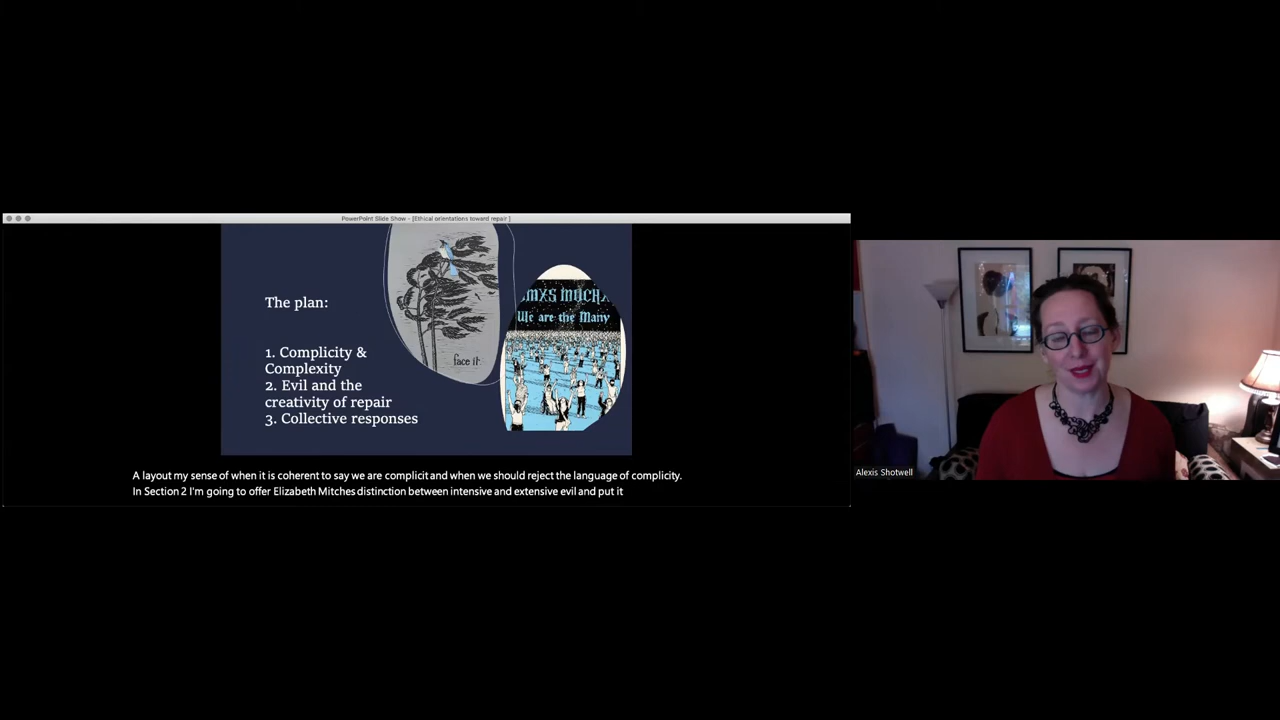 PowerPoint Slide Show - [Ethical orientations toward repair ]
The plan:
1. Complicity &
Complexity
2. Evil and the
creativity of repair
3. Collective responses
face it
We are the Many
A layout my sense of when it is coherent to say we are complicit and when we should reject the language of complicity.
In Section 2 I'm going to offer Elizabeth Mitches distinction between intensive and extensive evil and put it
Alexis Shotwell